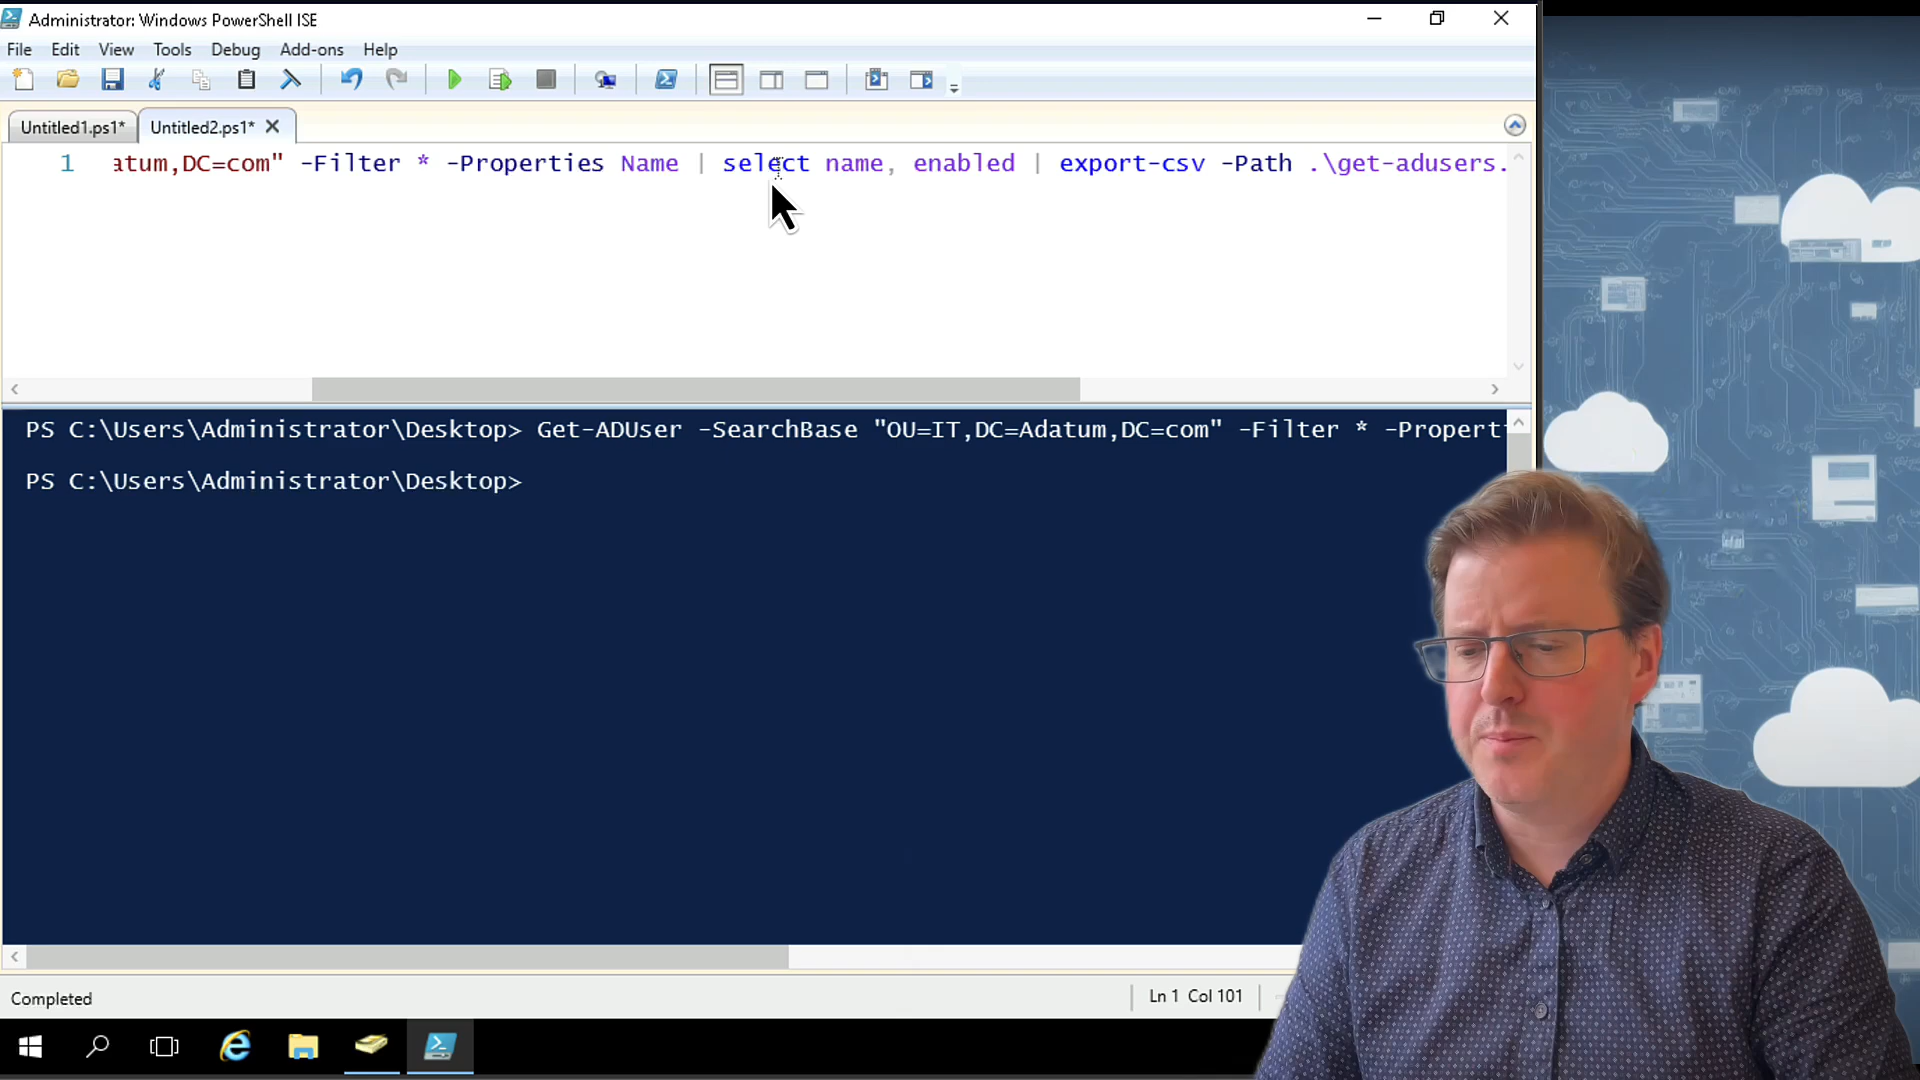 Administrator: Windows PowerShell ISE
File Edit View Tools Debug Add-ons Help
Untitled1.ps1* Untitled2.ps1*
1 atum,DC=com" -Filter * -Properties Name | select name, enabled | export-csv -Path .\get-adusers.
PS C:\Users\Administrator\Desktop> Get-ADUser -SearchBase "OU=IT,DC=Adatum,DC=com" -Filter * -Propert
PS C:\Users\Administrator\Desktop>
Completed
Ln 1 Col 101